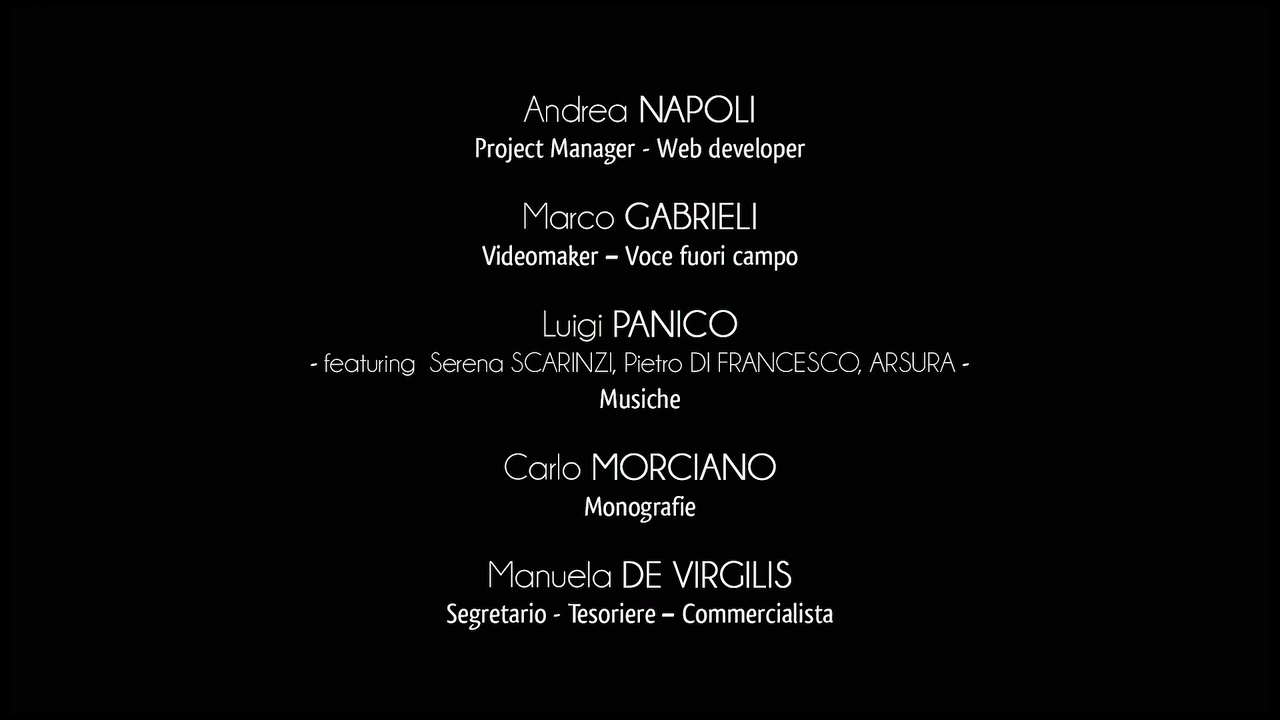 Andrea NAPOLI
Project Manager - Web developer
Marco GABRIELI
Videomaker – Voce fuori campo
Luigi PANICO
- featuring  Serena SCARINZI, Pietro DI FRANCESCO, ARSURA -
Musiche
Carlo MORCIANO
Monografie
Manuela DE VIRGILIS
Segretario - Tesoriere – Commercialista